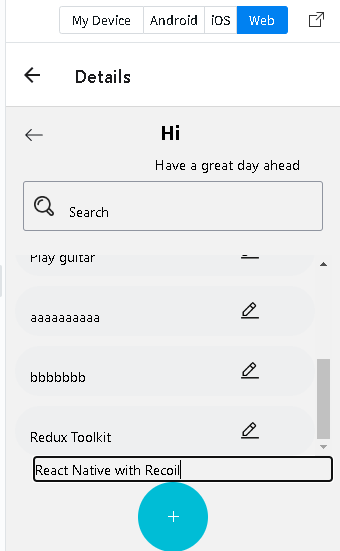 My Device Android iOS Web
Details
Hi
Have a great day ahead
Search
Play guitar
aaaaaaaaaa
bbbbbbb
Redux Toolkit
React Native with Recoil
+